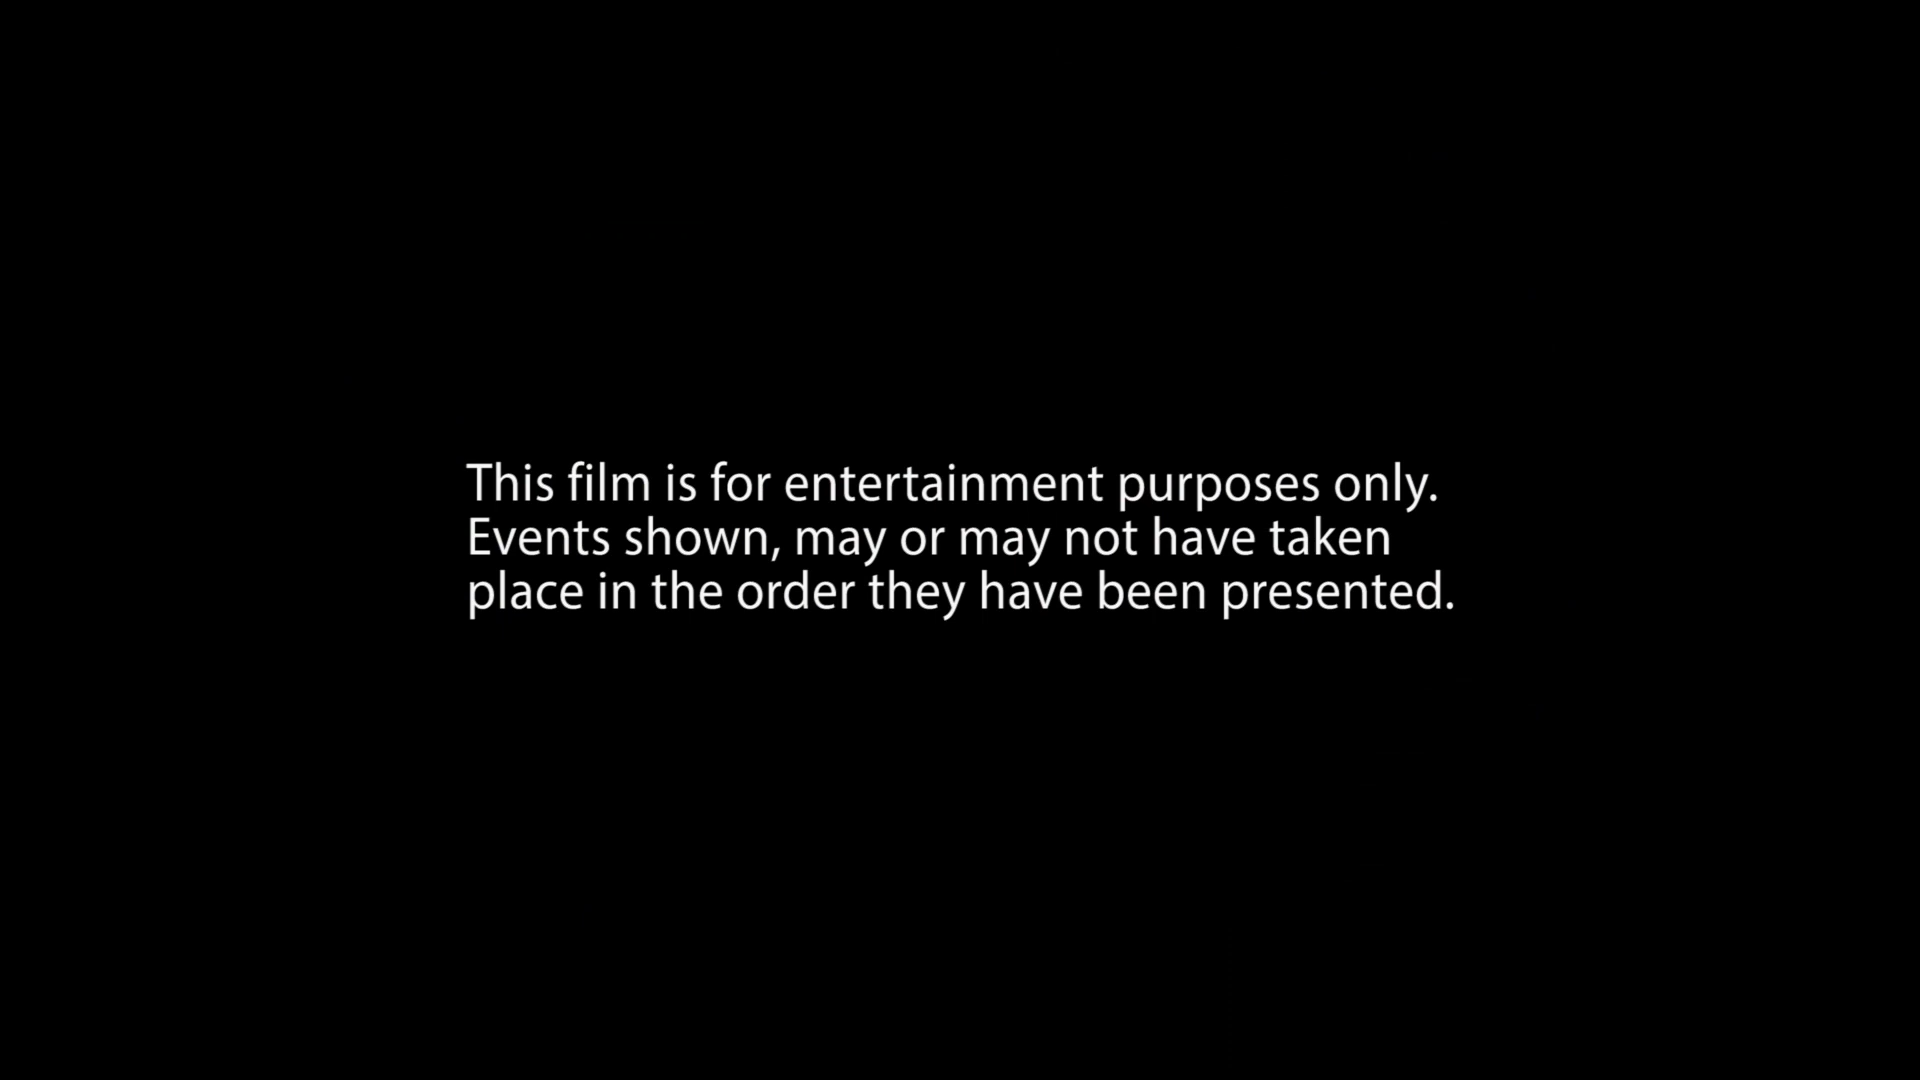 This film is for entertainment purposes only.
Events shown, may or may not have taken
place in the order they have been presented.